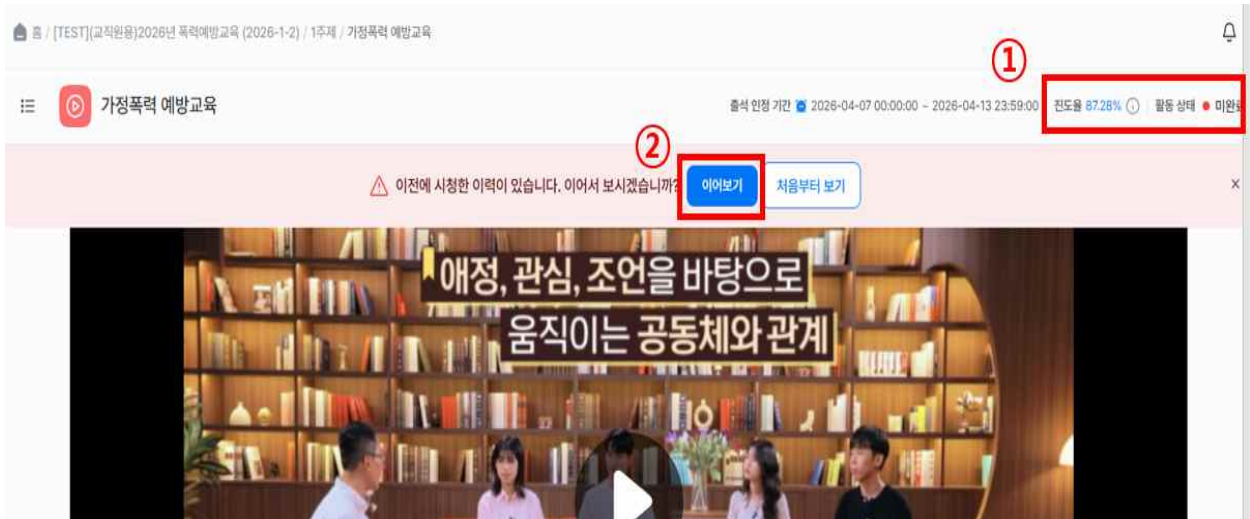 홈 / [TEST](교직원용)2026년 폭력예방교육 (2026-1-2) / 1주제 / 가정폭력 예방교육
①
가정폭력 예방교육
출석 인정 기간 2026-04-07 00:00:00 ~ 2026-04-13 23:59:00 진도율 87.28% 활동 상태 미완료
②
이전에 시청한 이력이 있습니다. 이어서 보시겠습니까? 이어보기 처음부터 보기
애정, 관심, 조언을 바탕으로
움직이는 공동체와 관계